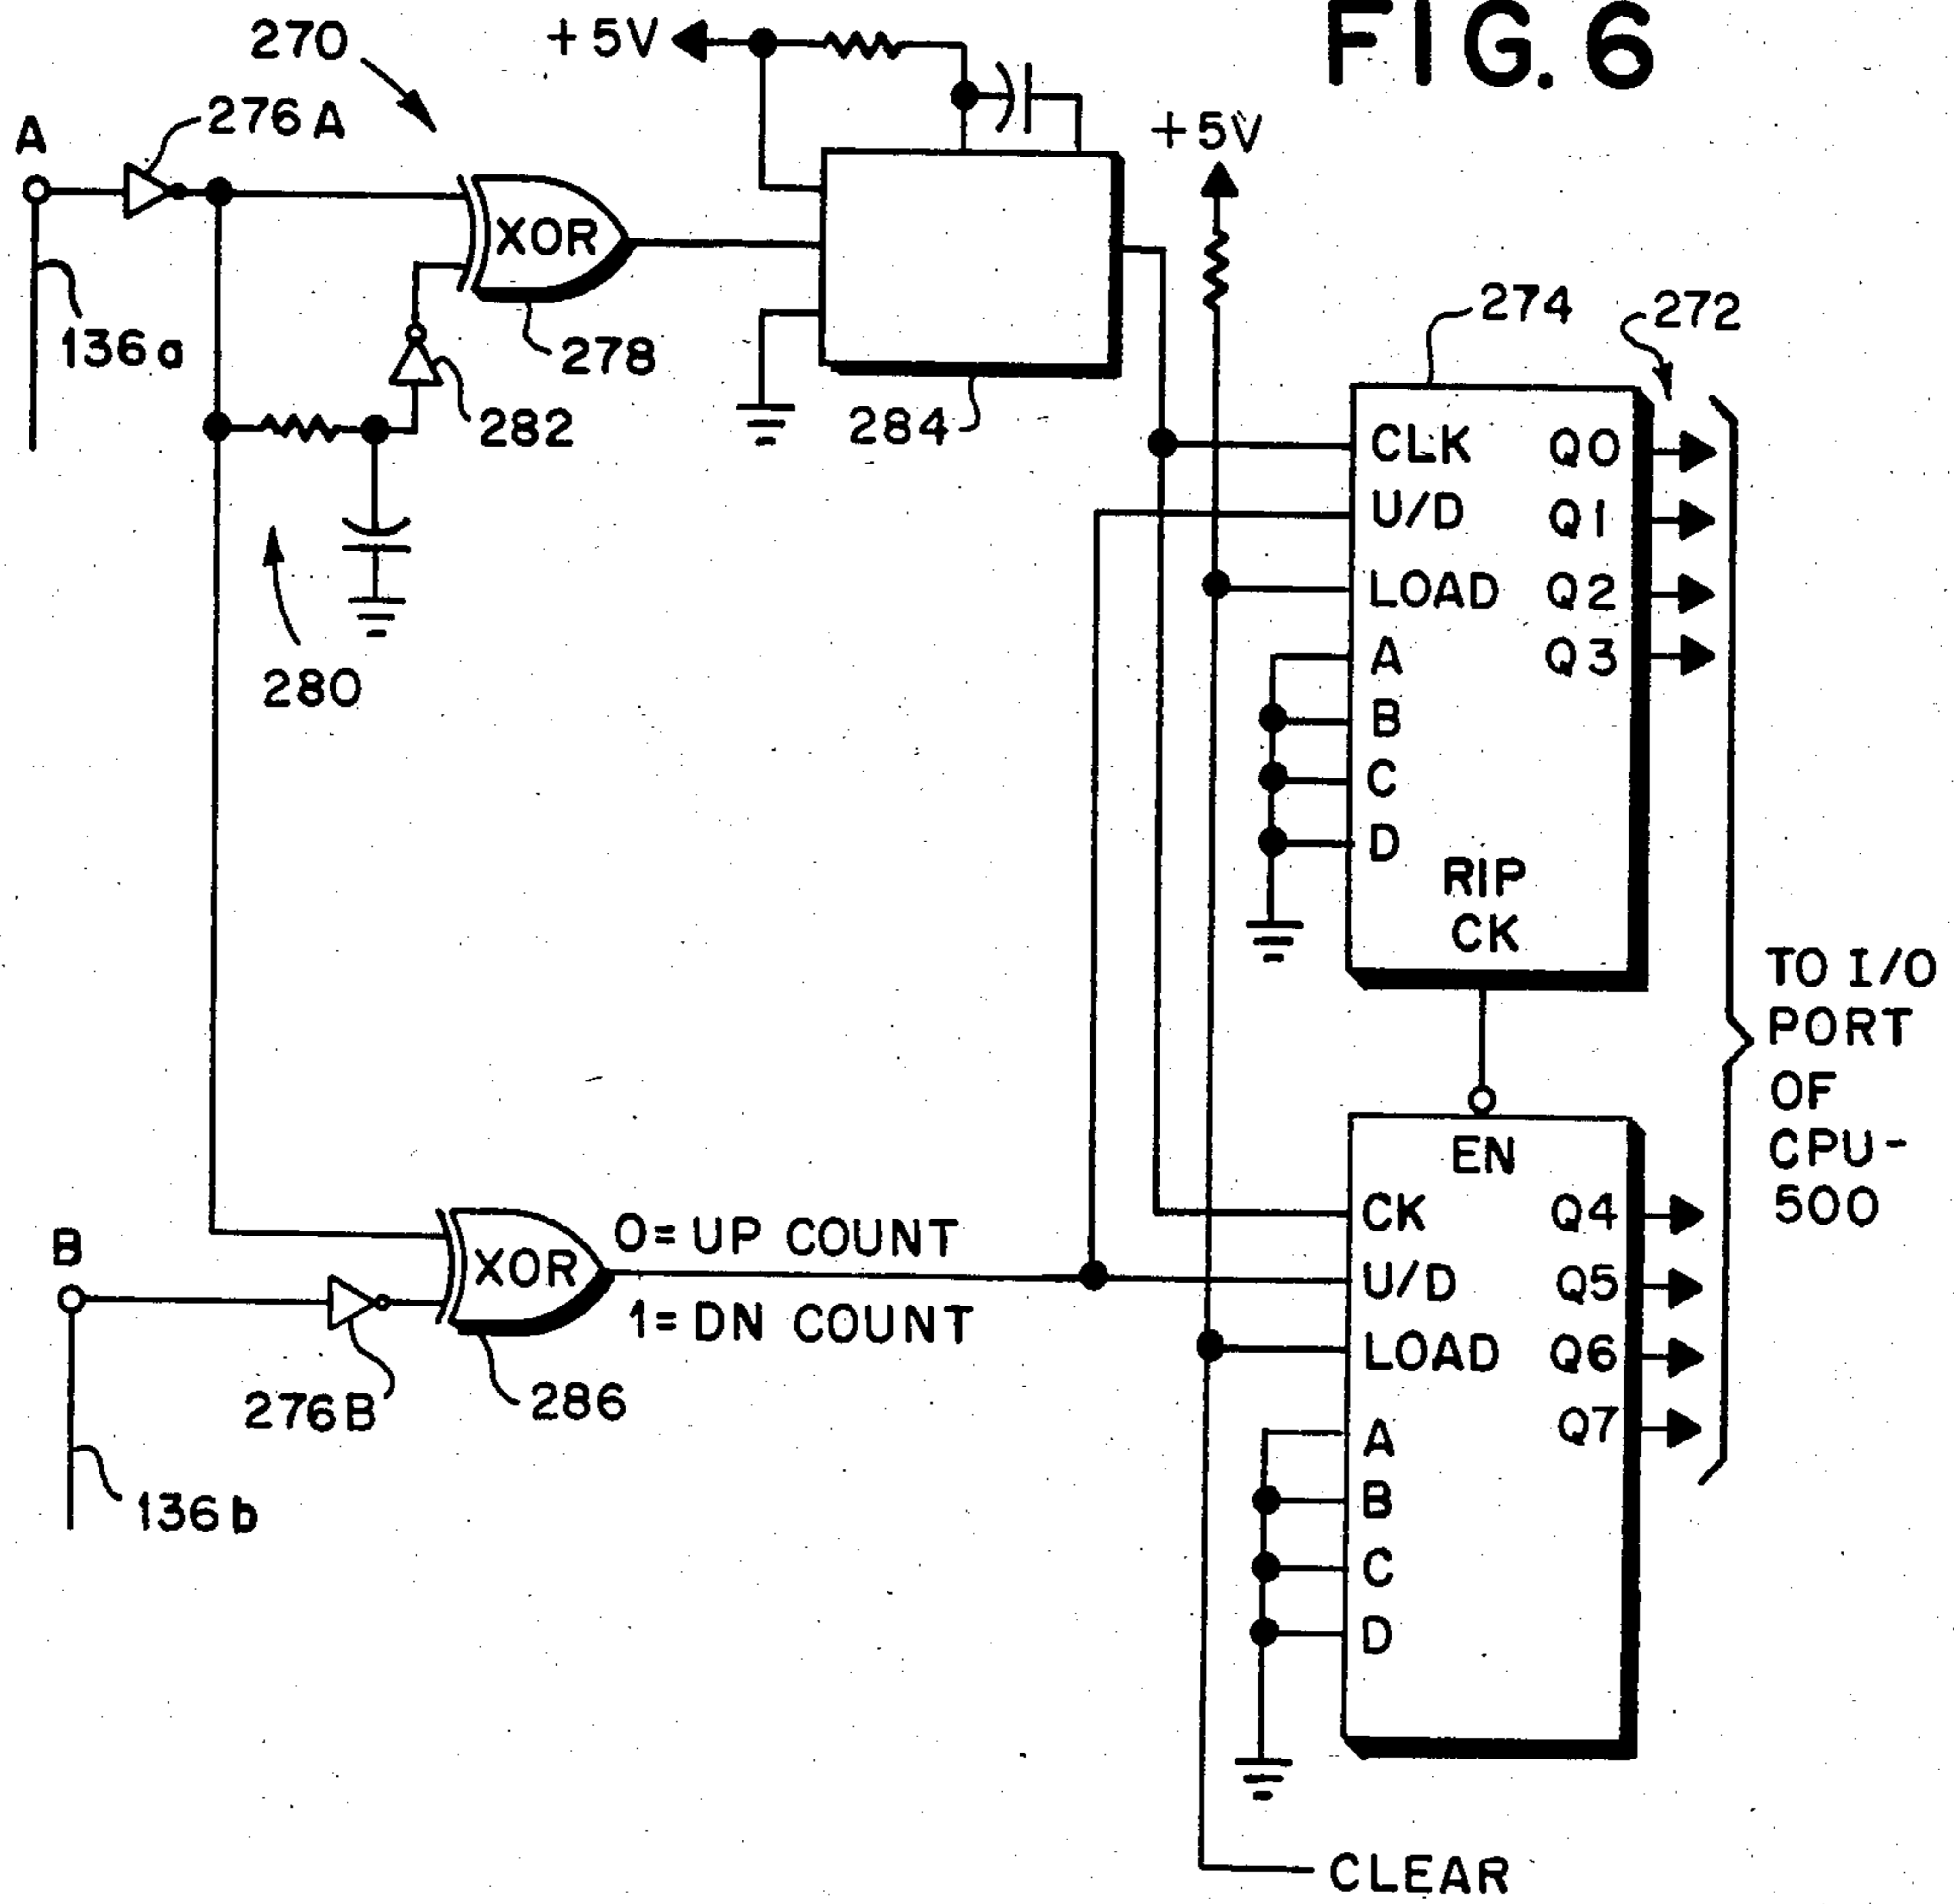 FIG. 6
270
+5V
276A
A
+5V
XOR
274
272
136a
278
282
284
CLK
Q0
U/D
Q1
LOAD
Q2
A
Q3
280
B
C
D
RIP
CK
TO I/O
PORT
OF
CPU-
500
EN
CK
Q4
B
XOR
0= UP COUNT
U/D
Q5
1= DN COUNT
LOAD
Q6
276B
286
A
Q7
B
136b
C
D
CLEAR